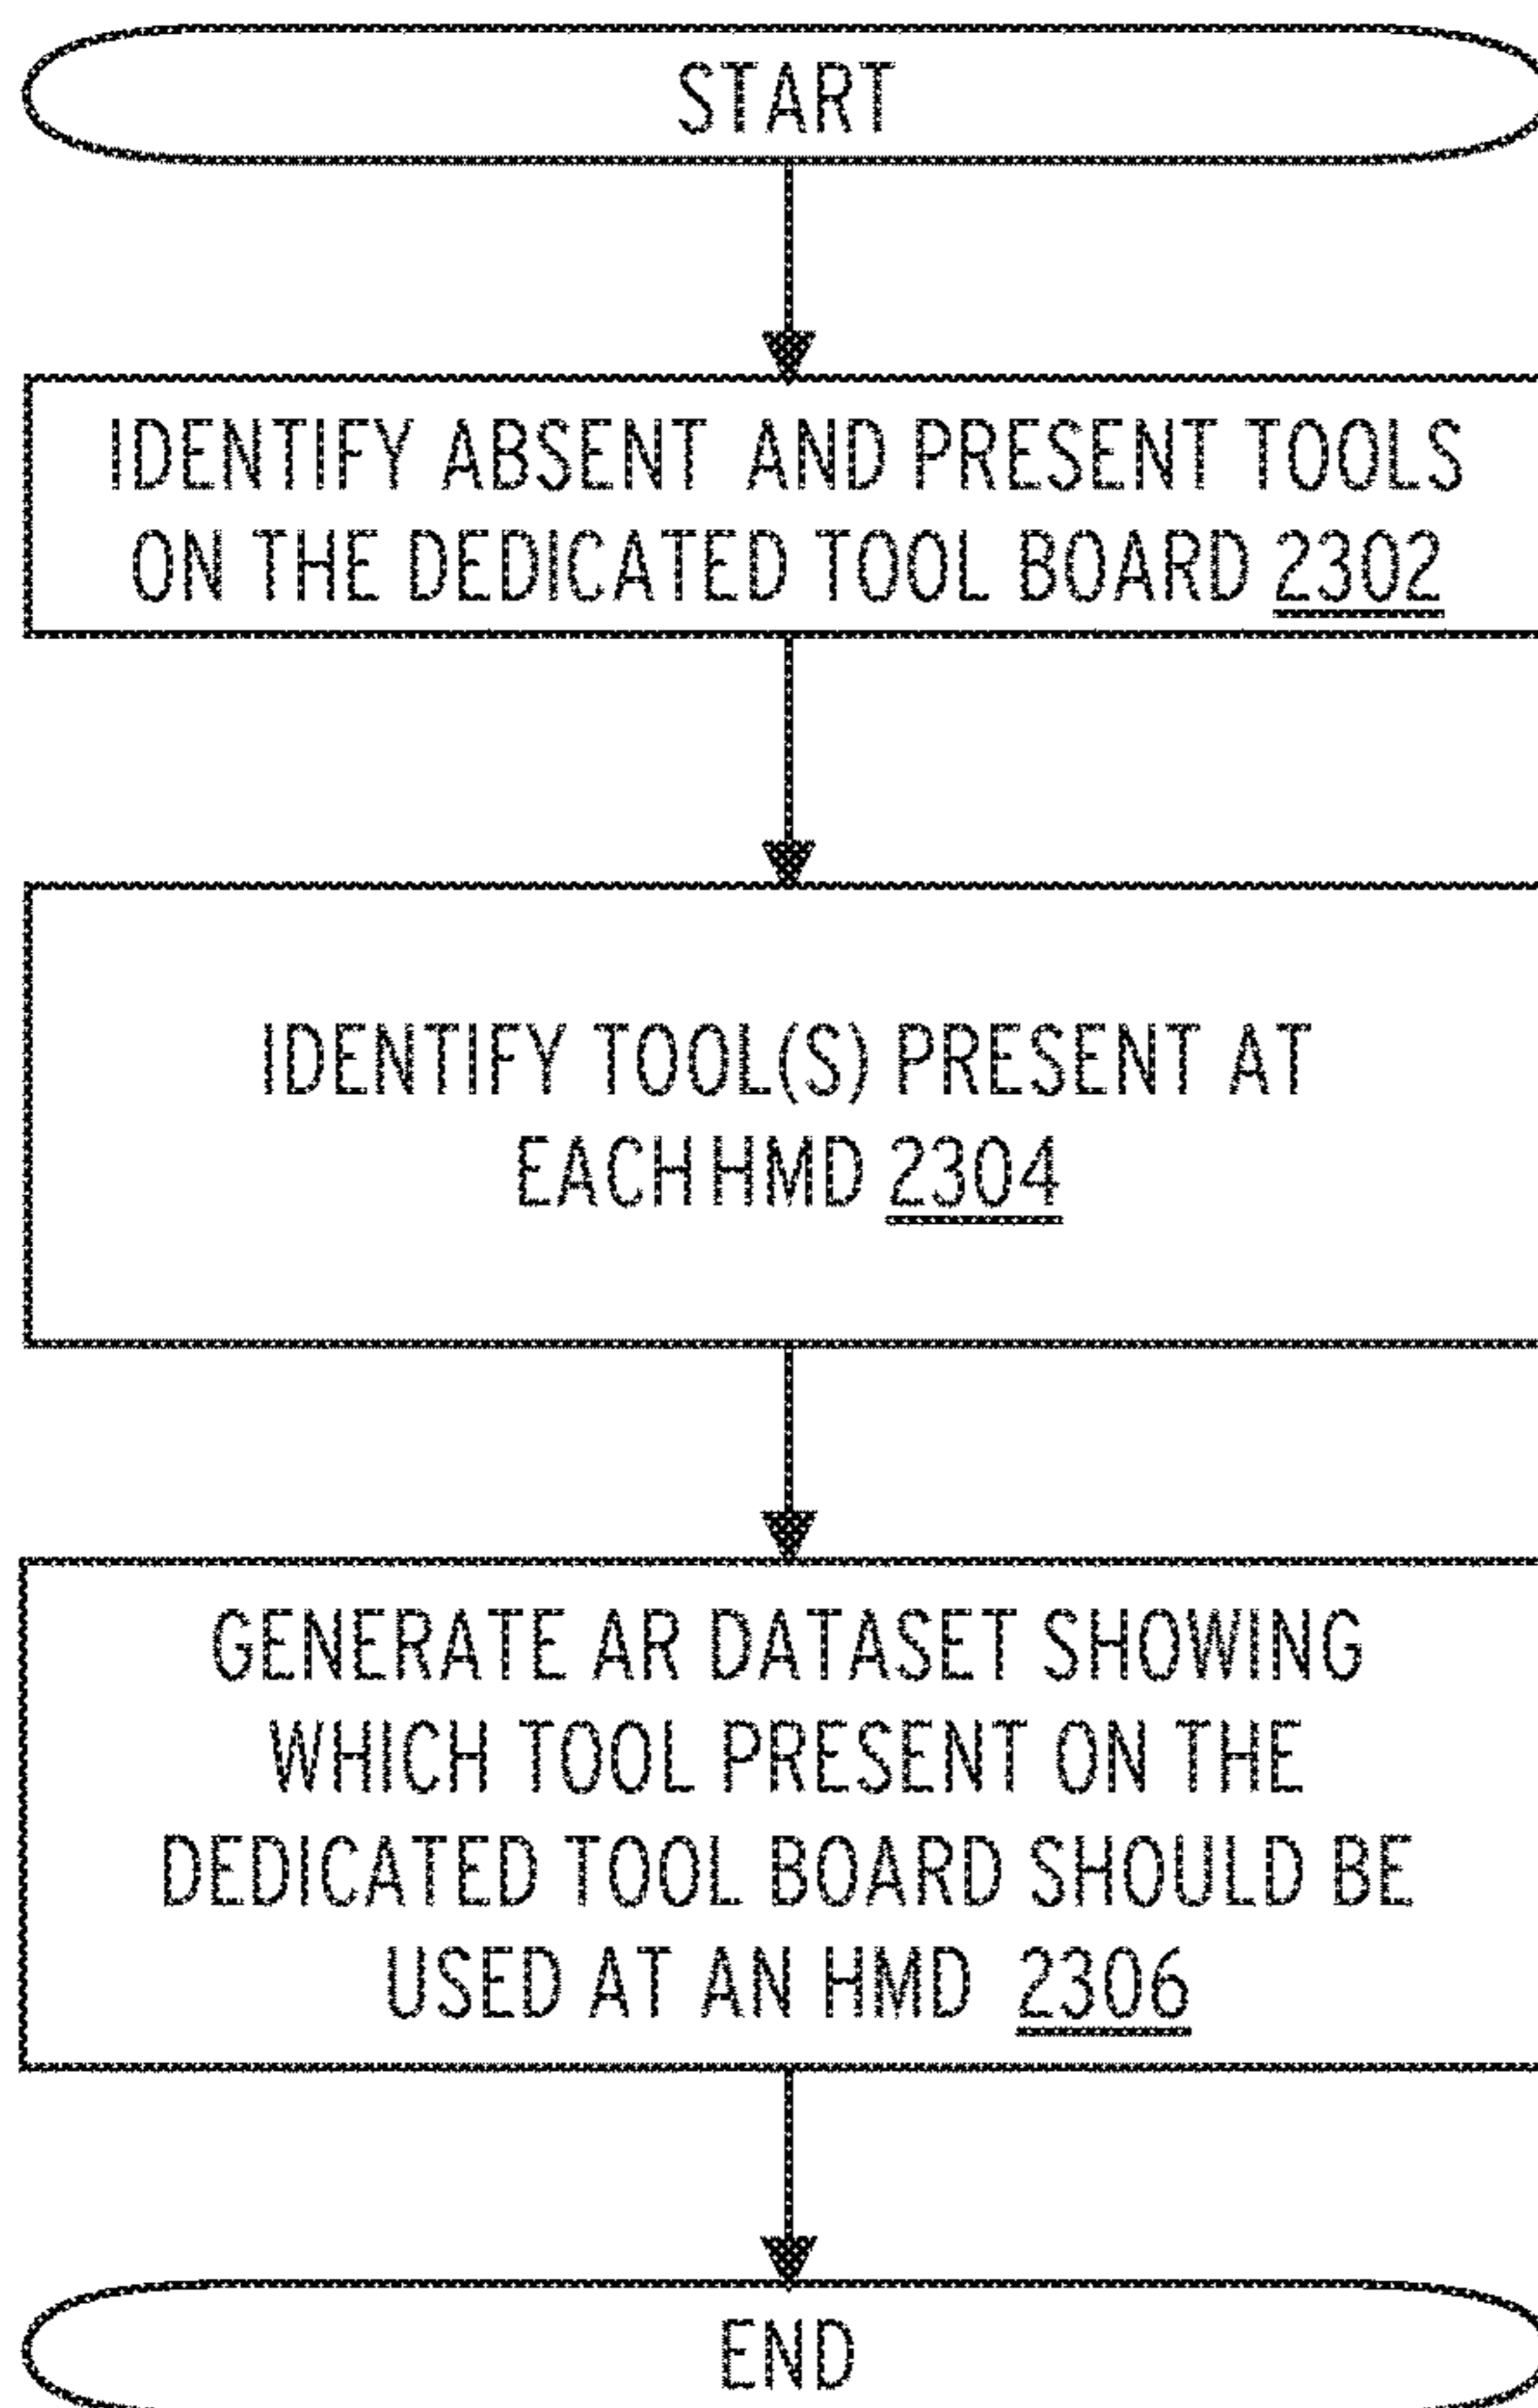 START
IDENTIFY ABSENT AND PRESENT TOOLS
ON THE DEDICATED TOOL BOARD 2302
IDENTIFY TOOL(S) PRESENT AT
EACH HMD 2304
GENERATE AR DATASET SHOWING
WHICH TOOL PRESENT ON THE
DEDICATED TOOL BOARD SHOULD BE
USED AT AN HMD 2306
END